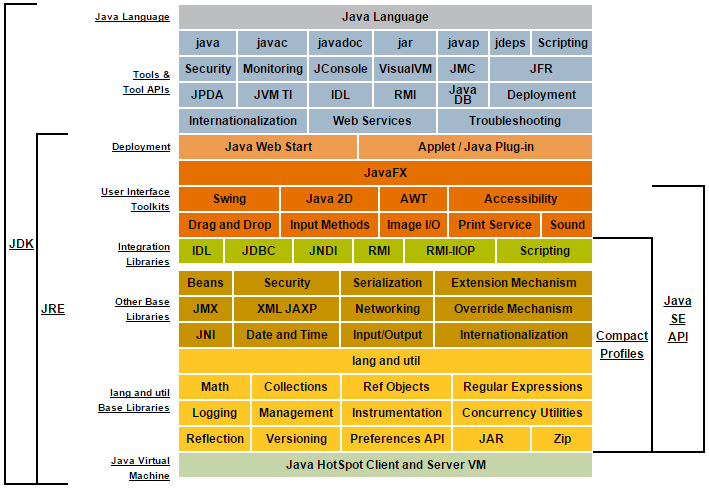 Java Language Java Language
java javac javadoc jar javap jdeps Scripting
Security Monitoring JConsole VisualVM JMC JFR
Tools &
Tool APIs
JPDA JVM TI IDL RMI Java DB Deployment
Internationalization Web Services Troubleshooting
Deployment Java Web Start Applet / Java Plug-in
JavaFX
User Interface
Toolkits
Swing Java 2D AWT Accessibility
Drag and Drop Input Methods Image I/O Print Service Sound
Integration
Libraries
IDL JDBC JNDI RMI RMI-IIOP Scripting
JDK
JRE
Other Base
Libraries
Beans Security Serialization Extension Mechanism
JMX XML JAXP Networking Override Mechanism
JNI Date and Time Input/Output Internationalization
Java
SE
API
Compact
Profiles
lang and util
lang and util
Base Libraries
Math Collections Ref Objects Regular Expressions
Logging Management Instrumentation Concurrency Utilities
Reflection Versioning Preferences API JAR Zip
Java Virtual
Machine
Java HotSpot Client and Server VM